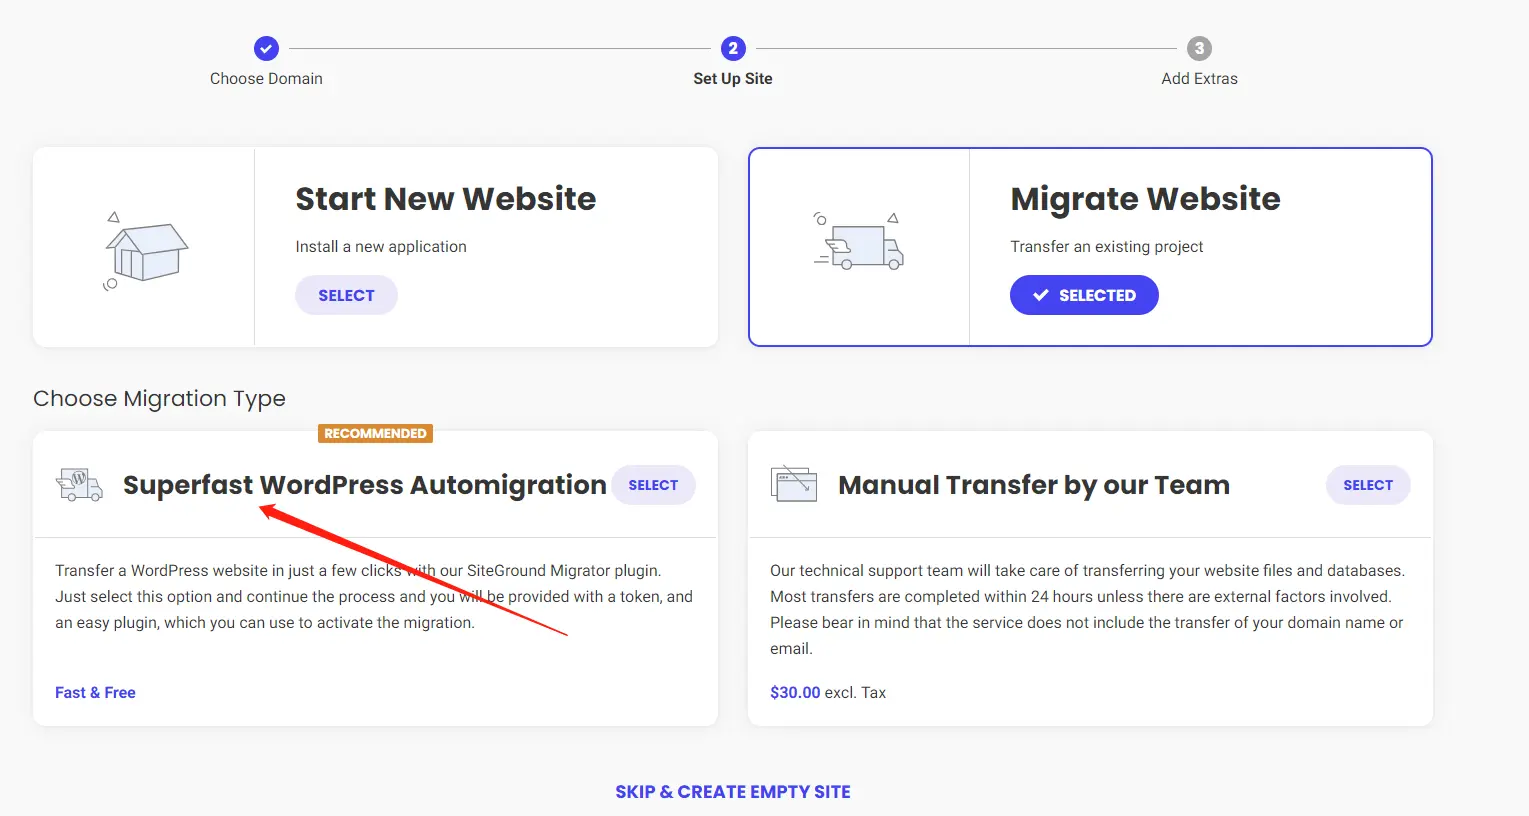 2
3
Choose Domain
Set Up Site
Add Extras
Start New Website
Install a new application
SELECT
Migrate Website
Transfer an existing project
SELECTED
Choose Migration Type
RECOMMENDED
Superfast WordPress Automigration
SELECT
Transfer a WordPress website in just a few clicks with our SiteGround Migrator plugin.
Just select this option and continue the process and you will be provided with a token, and
an easy plugin, which you can use to activate the migration.
Fast & Free
Manual Transfer by our Team
SELECT
Our technical support team will take care of transferring your website files and databases.
Most transfers are completed within 24 hours unless there are external factors involved.
Please bear in mind that the service does not include the transfer of your domain name or
email.
$30.00 excl. Tax
SKIP & CREATE EMPTY SITE